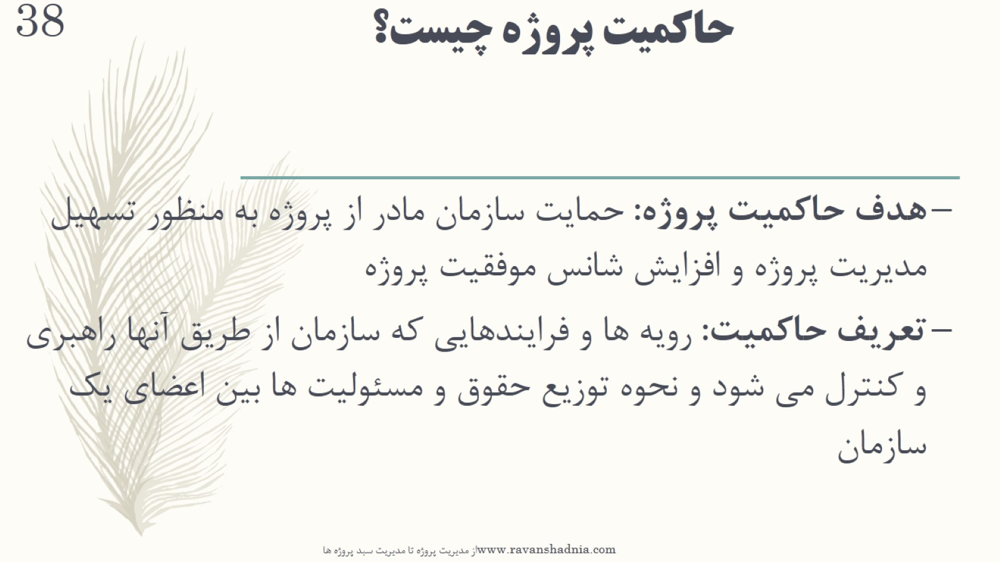 38
حاکمیت پروژه چیست؟
–هدف حاکمیت پروژه: حمایت سازمان مادر از پروژه به منظور تسهیل
مدیریت پروژه و افزایش شانس موفقیت پروژه
–تعریف حاکمیت: رویه ها و فرایندهایی که سازمان از طریق آنها راهبری
و کنترل می شود و نحوه توزیع حقوق و مسئولیت ها بین اعضای یک
سازمان
www.ravanshadnia.comاز مدیریت پروژه تا مدیریت سبد پروژه ها